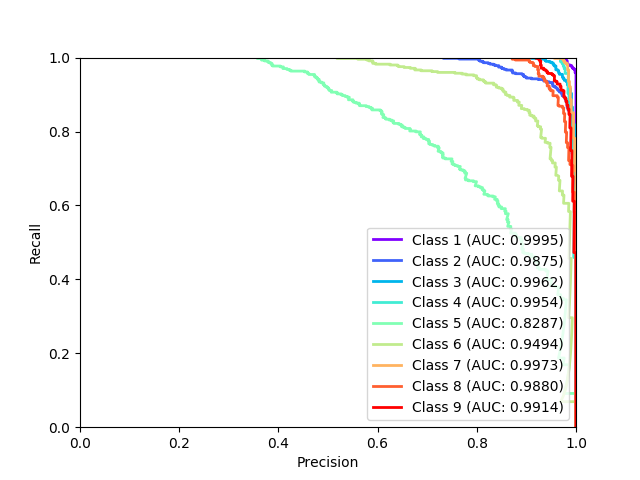 1.0
0.8
0.6
0.4
0.2
0.0
Recall
Class 1 (AUC: 0.9995)
Class 2 (AUC: 0.9875)
Class 3 (AUC: 0.9962)
Class 4 (AUC: 0.9954)
Class 5 (AUC: 0.8287)
Class 6 (AUC: 0.9494)
Class 7 (AUC: 0.9973)
Class 8 (AUC: 0.9880)
Class 9 (AUC: 0.9914)
0.0 0.2 0.4 0.6 0.8 1.0
Precision